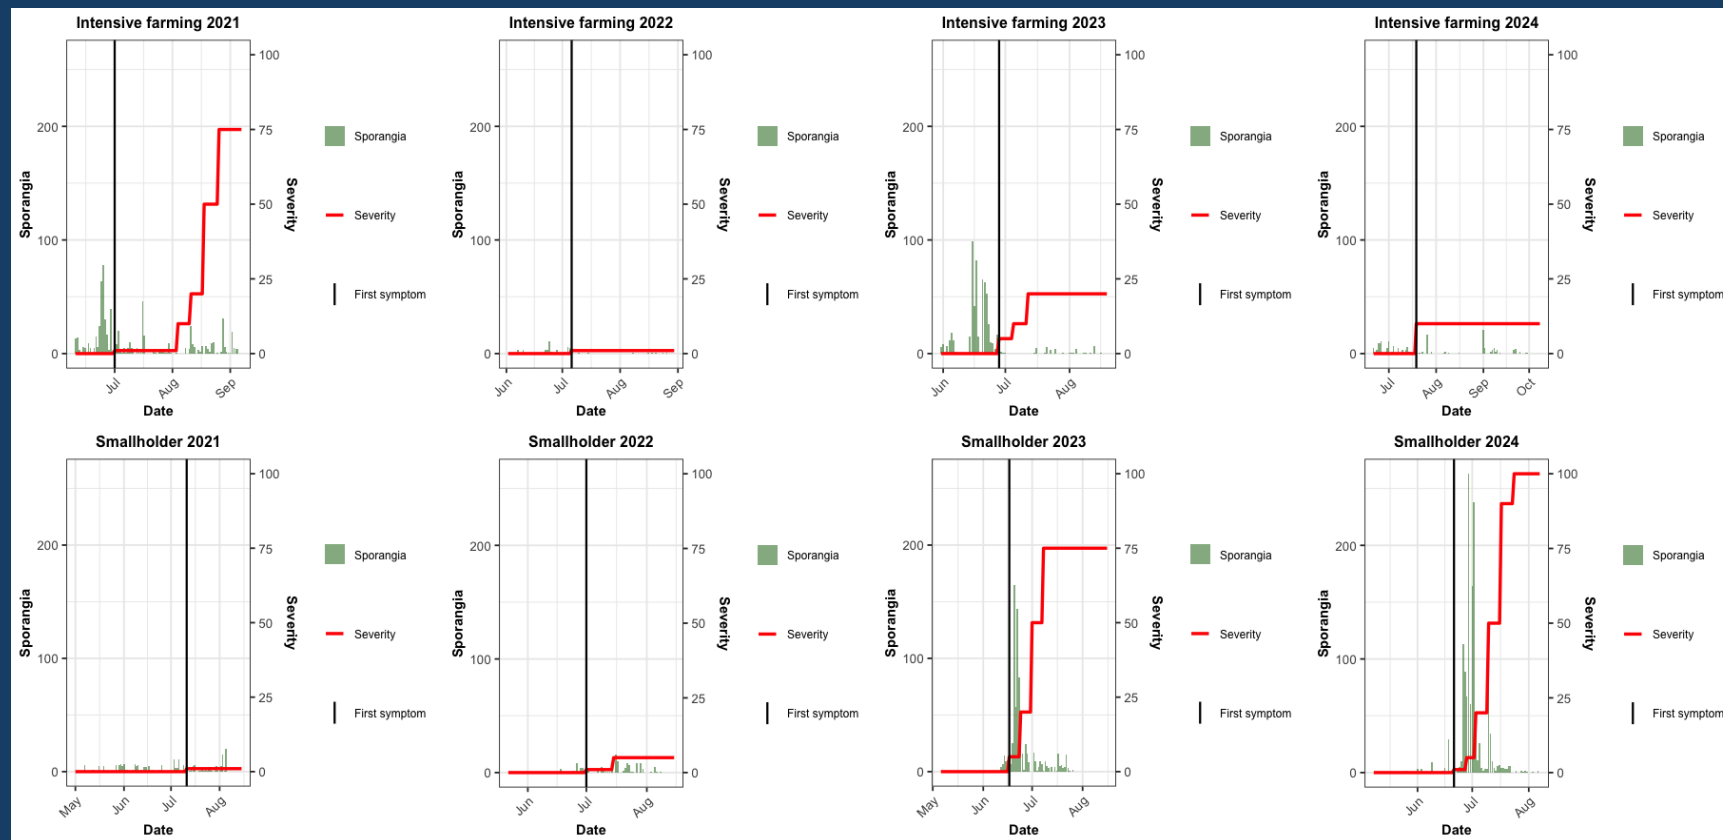 Intensive farming 2021
Sporangia
0
100
200
Severity
0
25
50
75
100
Jul
Aug
Sep
Date
Sporangia
Severity
First symptom
Intensive farming 2022
Sporangia
0
100
200
Severity
0
25
50
75
100
Jun
Jul
Aug
Sep
Date
Sporangia
Severity
First symptom
Intensive farming 2023
Sporangia
0
100
200
Severity
0
25
50
75
100
Jun
Jul
Aug
Date
Sporangia
Severity
First symptom
Intensive farming 2024
Sporangia
0
100
200
Severity
0
25
50
75
100
Jul
Aug
Sep
Oct
Date
Sporangia
Severity
First symptom
Smallholder 2021
Sporangia
0
100
200
Severity
0
25
50
75
100
May
Jun
Jul
Aug
Date
Sporangia
Severity
First symptom
Smallholder 2022
Sporangia
0
100
200
Severity
0
25
50
75
100
Jun
Jul
Aug
Date
Sporangia
Severity
First symptom
Smallholder 2023
Sporangia
0
100
200
Severity
0
25
50
75
100
May
Jun
Jul
Aug
Date
Sporangia
Severity
First symptom
Smallholder 2024
Sporangia
0
100
200
Severity
0
25
50
75
100
Jun
Jul
Aug
Date
Sporangia
Severity
First symptom